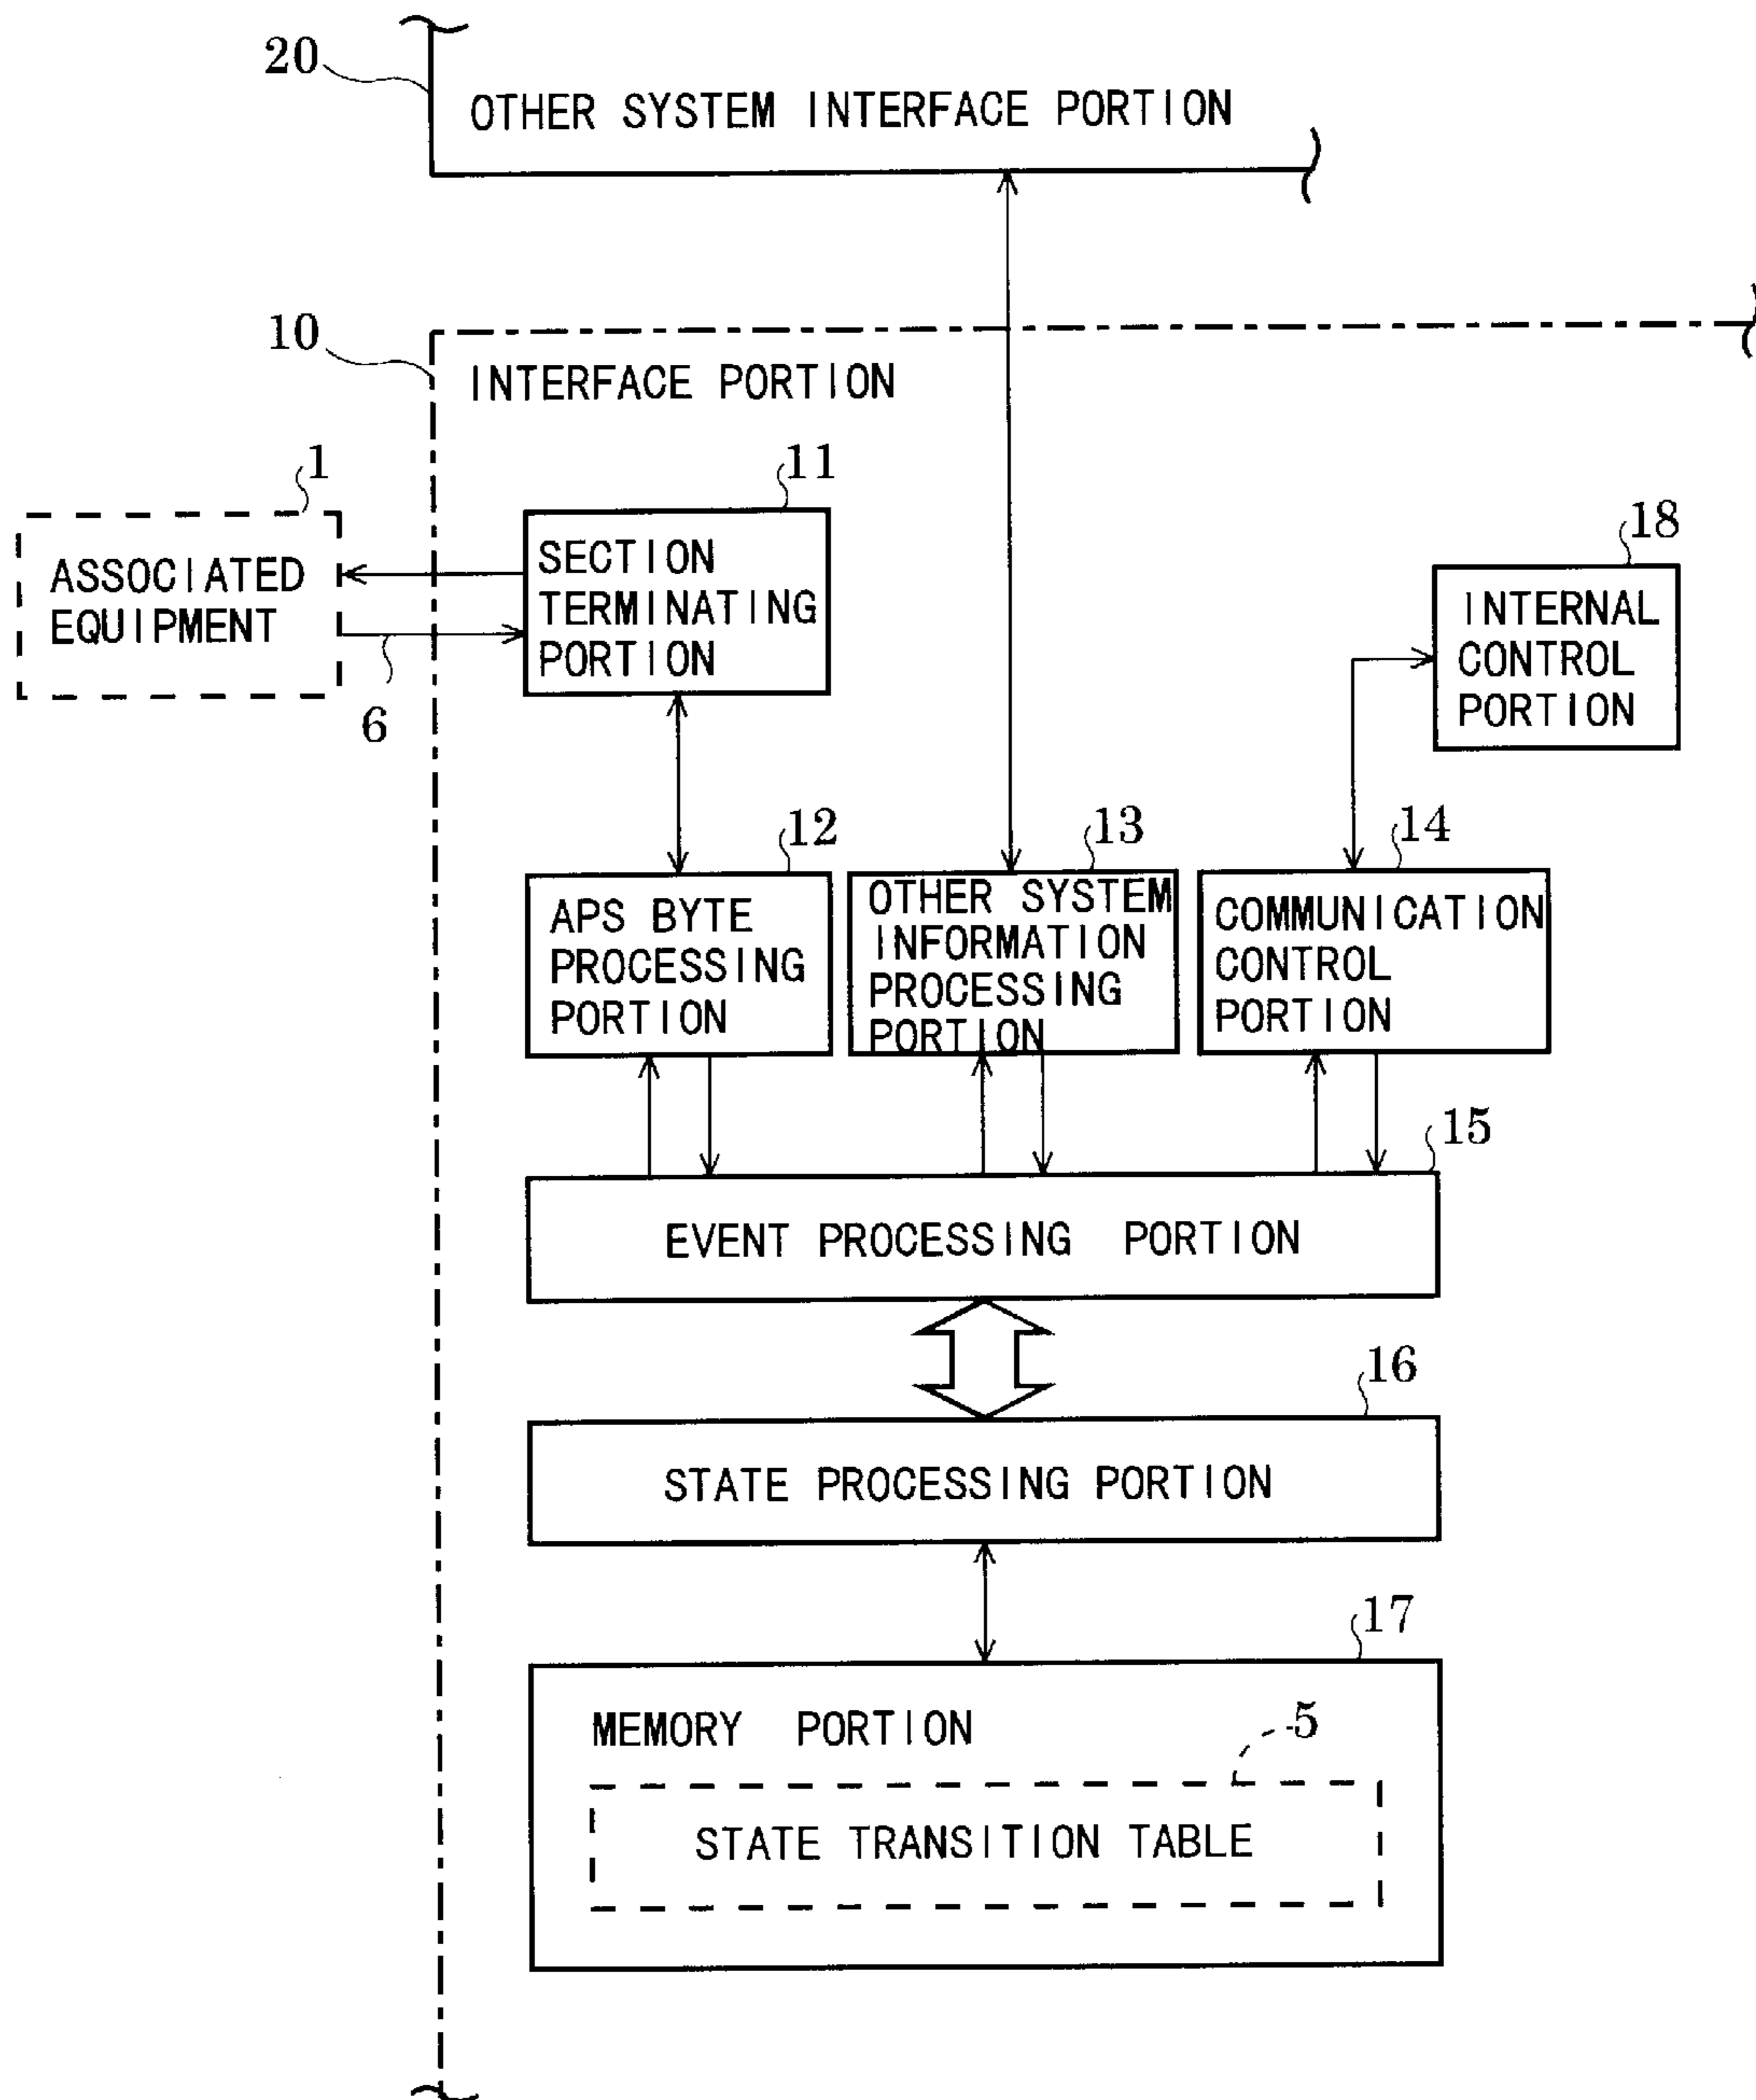 20
OTHER SYSTEM INTERFACE PORTION
10
INTERFACE PORTION
1
ASSOCIATED
EQUIPMENT
6
11
SECTION
TERMINATING
PORTION
18
INTERNAL
CONTROL
PORTION
12
APS BYTE
PROCESSING
PORTION
13
OTHER SYSTEM
INFORMATION
PROCESSING
PORTION
14
COMMUNICATION
CONTROL
PORTION
15
EVENT PROCESSING PORTION
16
STATE PROCESSING PORTION
17
MEMORY PORTION
5
STATE TRANSITION TABLE